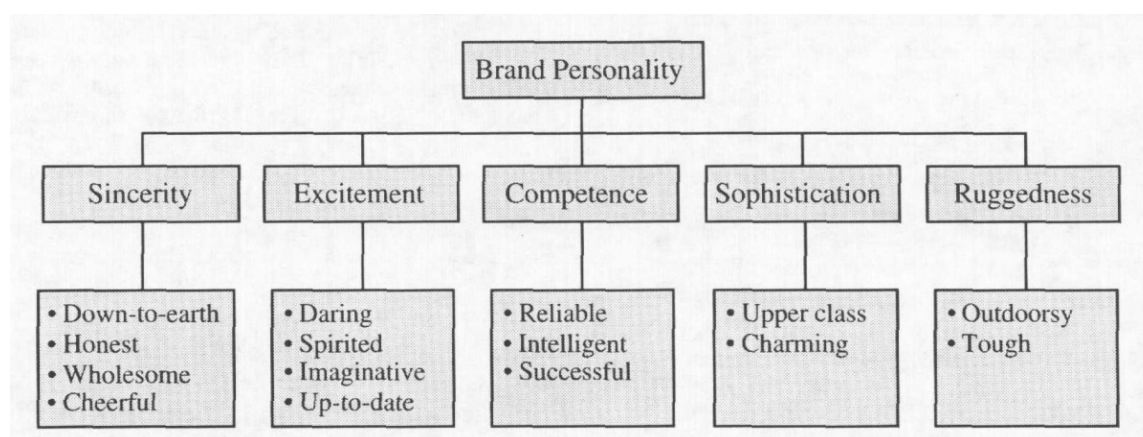 Brand Personality
Sincerity
Excitement
Competence
Sophistication
Ruggedness
• Down-to-earth
• Honest
• Wholesome
• Cheerful
• Daring
• Spirited
• Imaginative
• Up-to-date
• Reliable
• Intelligent
• Successful
• Upper class
• Charming
• Outdoorsy
• Tough